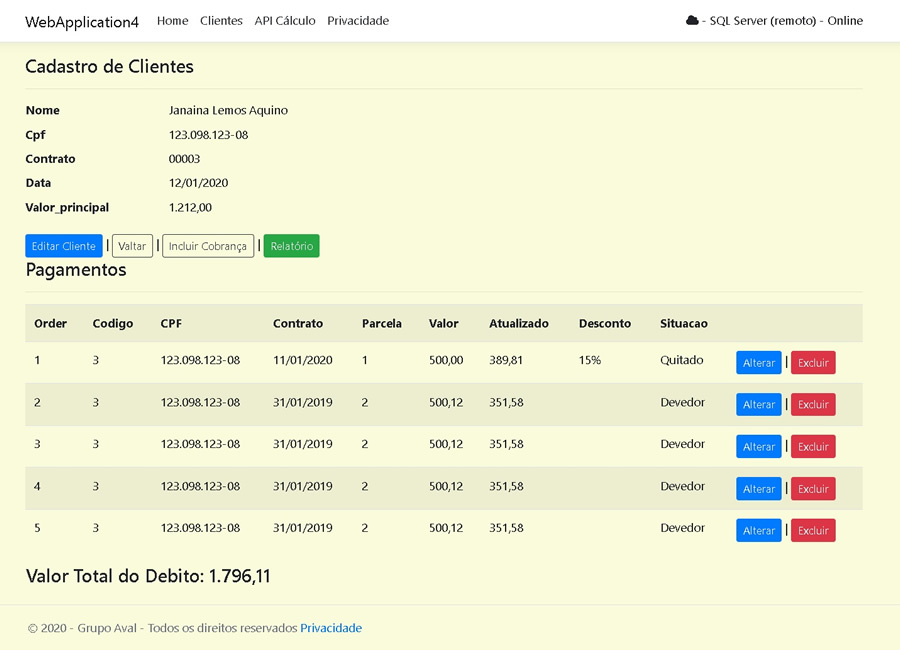 WebApplication4 Home Clientes API Cálculo Privacidade - SQL Server (remoto) - Online
Cadastro de Clientes
Nome Janaina Lemos Aquino
Cpf 123.098.123-08
Contrato 00003
Data 12/01/2020
Valor_principal 1.212,00
Editar Cliente | Valtar | Incluir Cobrança | Relatório
Pagamentos
Order Codigo CPF Contrato Parcela Valor Atualizado Desconto Situacao
1 3 123.098.123-08 11/01/2020 1 500,00 389,81 15% Quitado Alterar | Excluir
2 3 123.098.123-08 31/01/2019 2 500,12 351,58 Devedor Alterar | Excluir
3 3 123.098.123-08 31/01/2019 2 500,12 351,58 Devedor Alterar | Excluir
4 3 123.098.123-08 31/01/2019 2 500,12 351,58 Devedor Alterar | Excluir
5 3 123.098.123-08 31/01/2019 2 500,12 351,58 Devedor Alterar | Excluir
Valor Total do Debito: 1.796,11
© 2020 - Grupo Aval - Todos os direitos reservados Privacidade